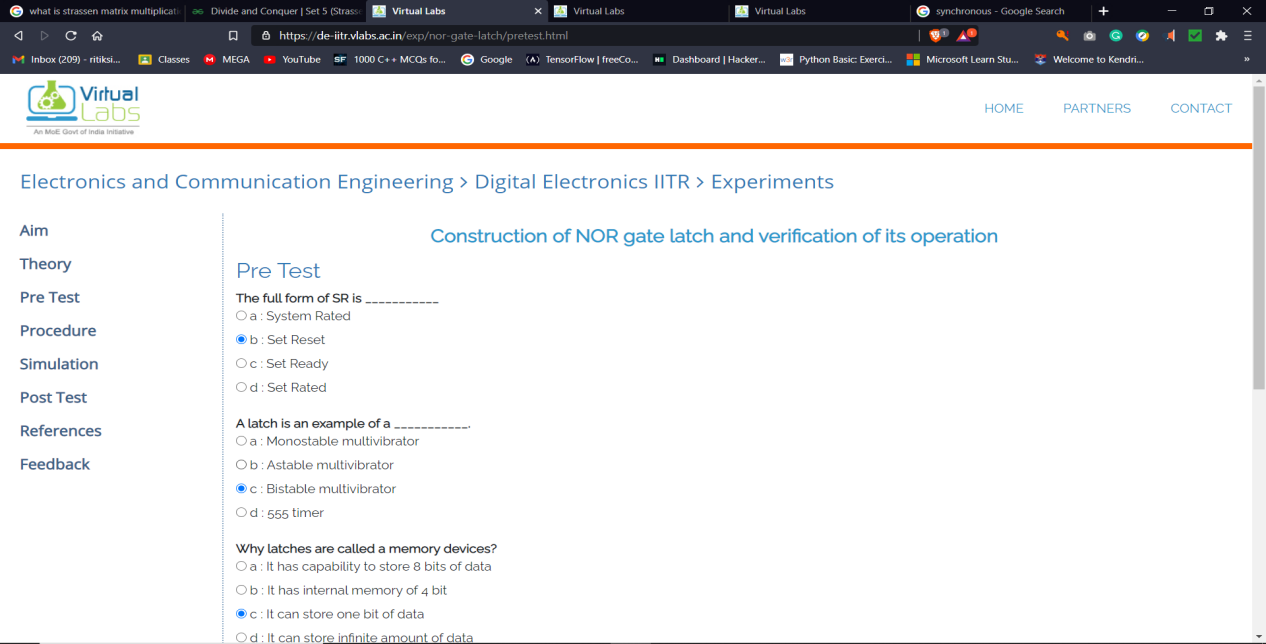 what is strassen matrix multiplicati
Divide and Conquer | Set 5 (Strasse
Virtual Labs
Virtual Labs
Virtual Labs
synchronous - Google Search
https://de-iitr.vlabs.ac.in/exp/nor-gate-latch/pretest.html
Inbox (209) - ritiksi...
Classes
MEGA
YouTube
SF 1000 C++ MCQs fo...
Google
TensorFlow | freeCo...
Dashboard | Hacker...
Python Basic: Exerci...
Microsoft Learn Stu...
Welcome to Kendri...
Virtual
Labs
An MoE Govt of India Initiative
HOME PARTNERS CONTACT
Electronics and Communication Engineering > Digital Electronics IITR > Experiments
Aim
Theory
Pre Test
Procedure
Simulation
Post Test
References
Feedback
Construction of NOR gate latch and verification of its operation
Pre Test
The full form of SR is ___________
a : System Rated
b : Set Reset
c : Set Ready
d : Set Rated
A latch is an example of a ___________.
a : Monostable multivibrator
b : Astable multivibrator
c : Bistable multivibrator
d : 555 timer
Why latches are called a memory devices?
a : It has capability to store 8 bits of data
b : It has internal memory of 4 bit
c : It can store one bit of data
d : It can store infinite amount of data